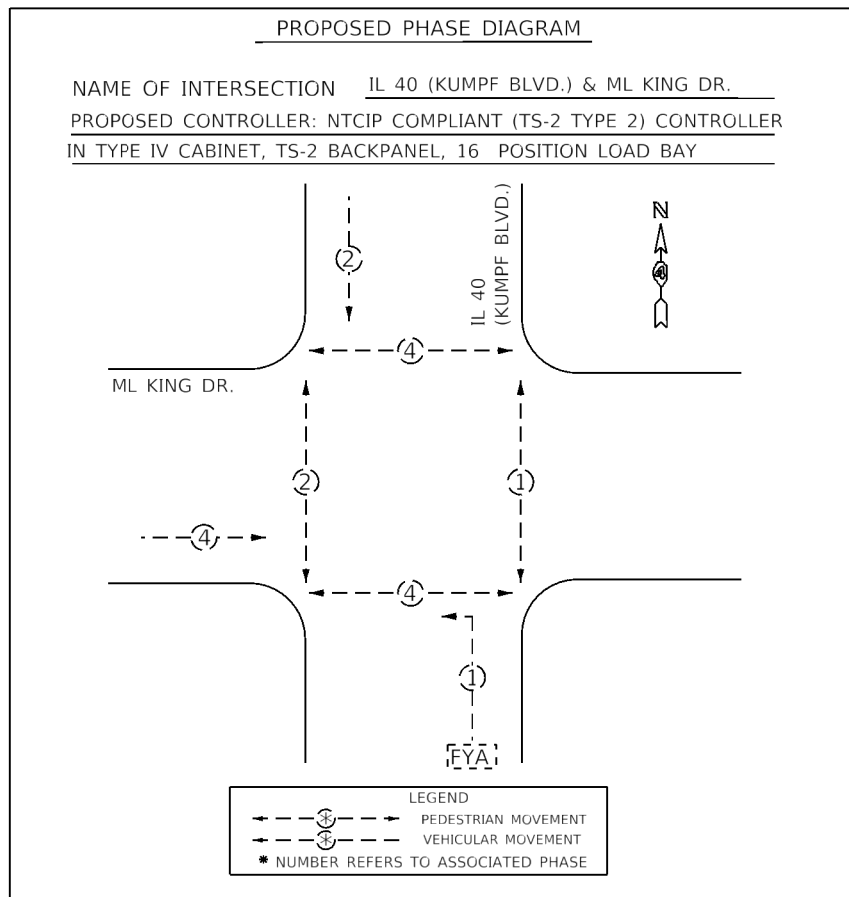 PROPOSED PHASE DIAGRAM
NAME OF INTERSECTION IL 40 (KUMPF BLVD.) & ML KING DR.
PROPOSED CONTROLLER: NTCIP COMPLIANT (TS-2 TYPE 2) CONTROLLER
IN TYPE IV CABINET, TS-2 BACKPANEL, 16 POSITION LOAD BAY
2
IL 40
(KUMPF BLVD.)
N
4
ML KING DR.
2
1
4
4
1
FYA
LEGEND
* PEDESTRIAN MOVEMENT
* VEHICULAR MOVEMENT
* NUMBER REFERS TO ASSOCIATED PHASE